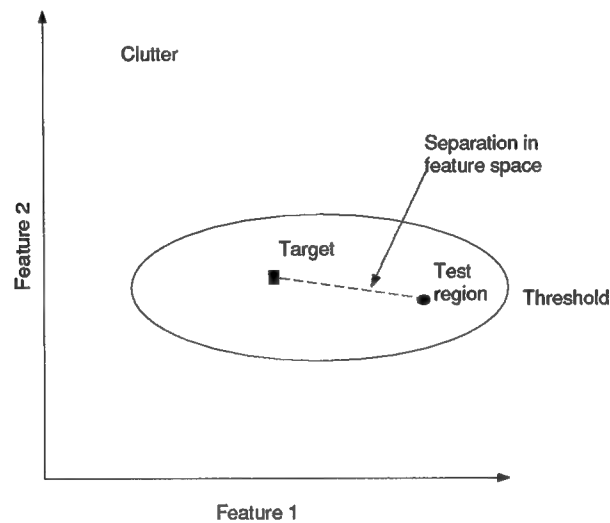 Clutter
Separation in
feature space
Feature 2
Target
Test
region
Threshold
Feature 1